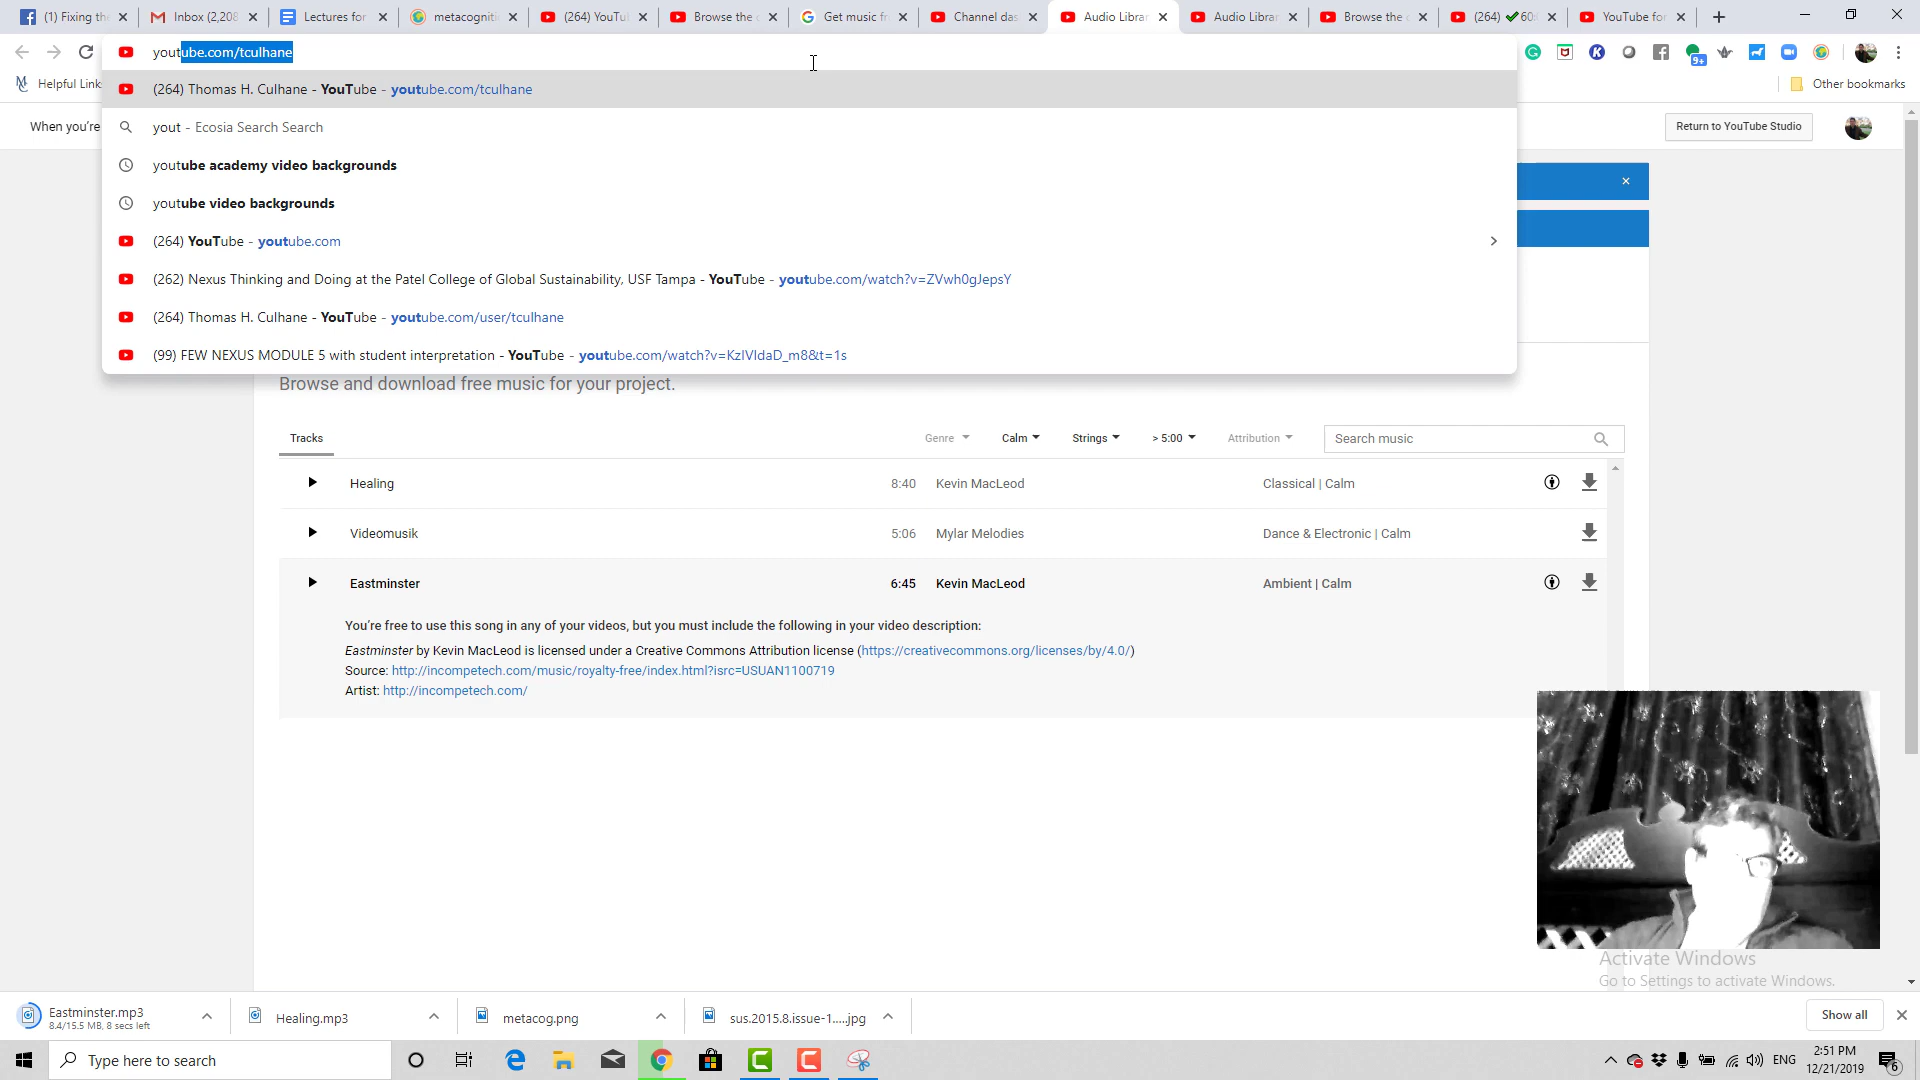 (1) Fixing the
Inbox (2,208
Lectures for
metacogniti
(264) YouTu
Browse the c
Get music fr
Channel das
Audio Librar
Audio Librar
Browse the c
(264) ✔60
YouTube for
youtube.com/tculhane
(264) Thomas H. Culhane - YouTube - youtube.com/tculhane
yout - Ecosia Search Search
youtube academy video backgrounds
youtube video backgrounds
(264) YouTube - youtube.com
(262) Nexus Thinking and Doing at the Patel College of Global Sustainability, USF Tampa - YouTube - youtube.com/watch?v=ZVwh0gJepsY
(264) Thomas H. Culhane - YouTube - youtube.com/user/tculhane
(99) FEW NEXUS MODULE 5 with student interpretation - YouTube - youtube.com/watch?v=KzlVIdaD_m8&t=1s
9+
Helpful Link
Other bookmarks
When you're
Return to YouTube Studio
Browse and download free music for your project.
Tracks Genre Calm Strings > 5:00 Attribution Search music
Healing 8:40 Kevin MacLeod Classical | Calm
Videomusik 5:06 Mylar Melodies Dance & Electronic | Calm
Eastminster 6:45 Kevin MacLeod Ambient | Calm
You're free to use this song in any of your videos, but you must include the following in your video description:
Eastminster by Kevin MacLeod is licensed under a Creative Commons Attribution license (https://creativecommons.org/licenses/by/4.0/)
Source: http://incompetech.com/music/royalty-free/index.html?isrc=USUAN1100719
Artist: http://incompetech.com/
Activate Windows
Go to Settings to activate Windows.
Eastminster.mp3
8.4/15.5 MB, 8 secs left
Healing.mp3
metacog.png
sus.2015.8.issue-1.....jpg
Show all
Type here to search
ENG
2:51 PM
12/21/2019
6